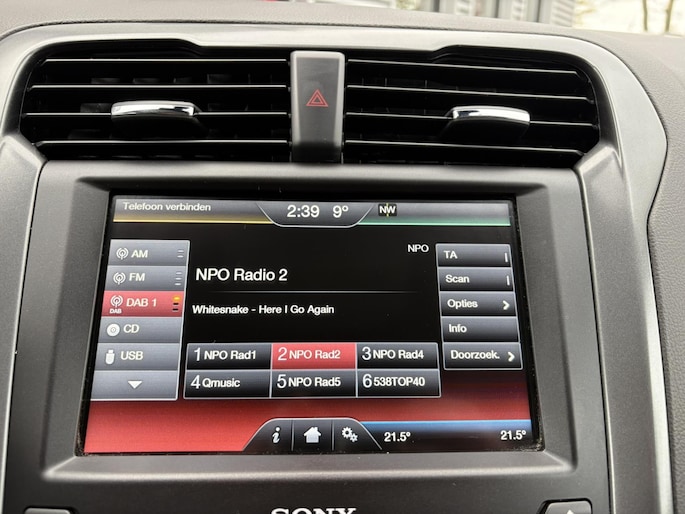 Telefoon verbinden
2:39 9° NW
AM
FM
DAB 1
DAB
CD
USB
NPO
NPO Radio 2
Whitesnake - Here I Go Again
1 NPO Rad1
2 NPO Rad2
3 NPO Rad4
4 Qmusic
5 NPO Rad5
6 538TOP40
TA
Scan
Opties
Info
Doorzoek.
i
21.5°
21.5°
SONY